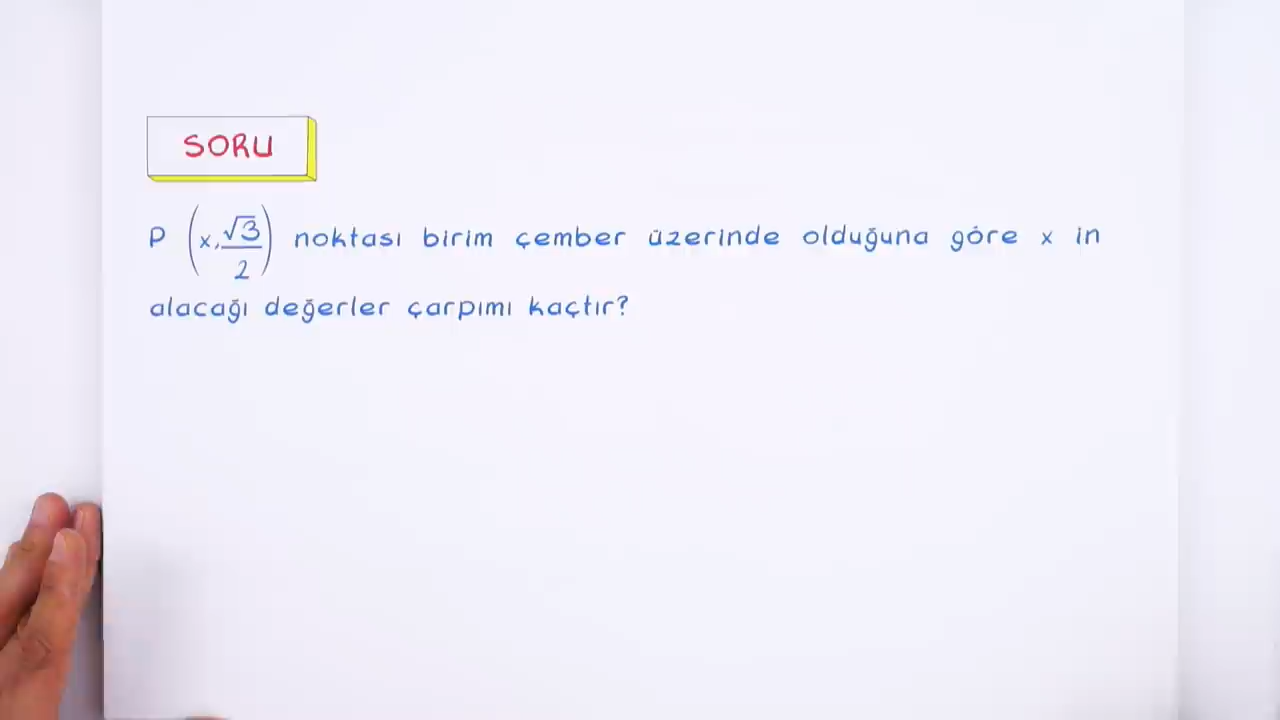 SORU
P (x, √3/2) noktası birim çember üzerinde olduğuna göre x in
alacağı değerler çarpımı kaçtır?